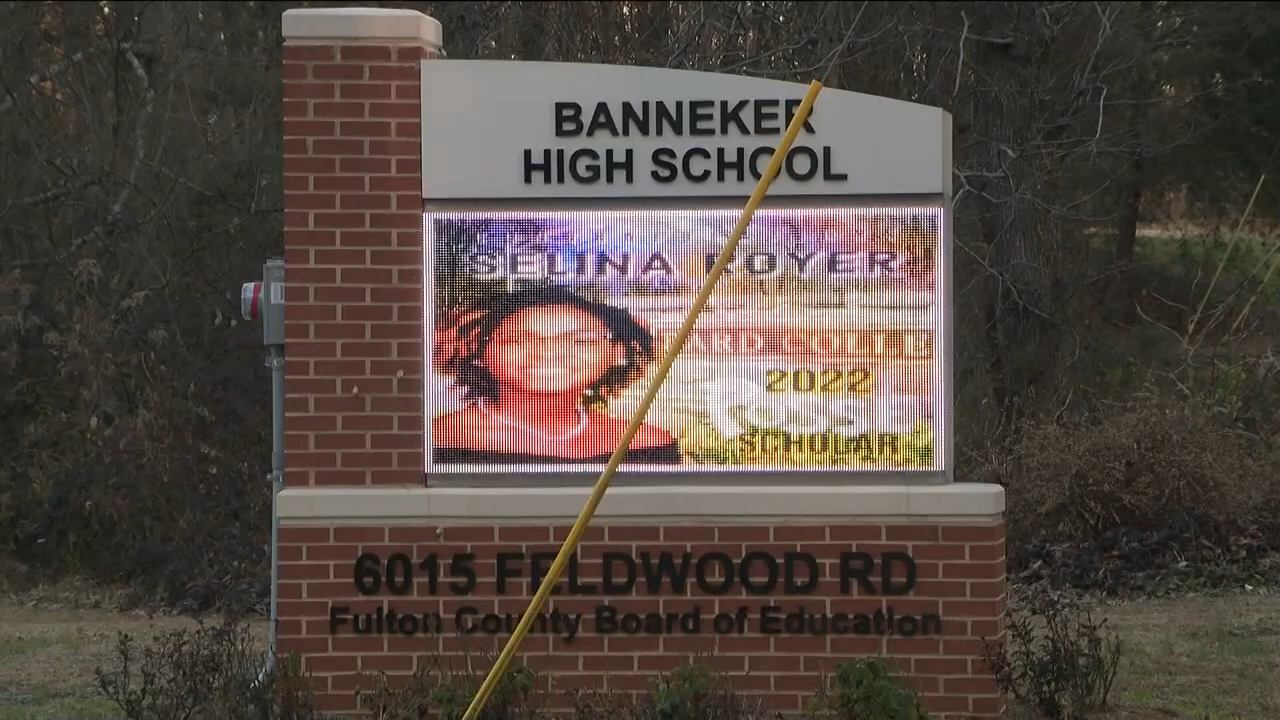 BANNEKER
HIGH SCHOOL
SELINA ROYER
2022
SCHOLAR
6015 FELDWOOD RD
Fulton County Board of Education